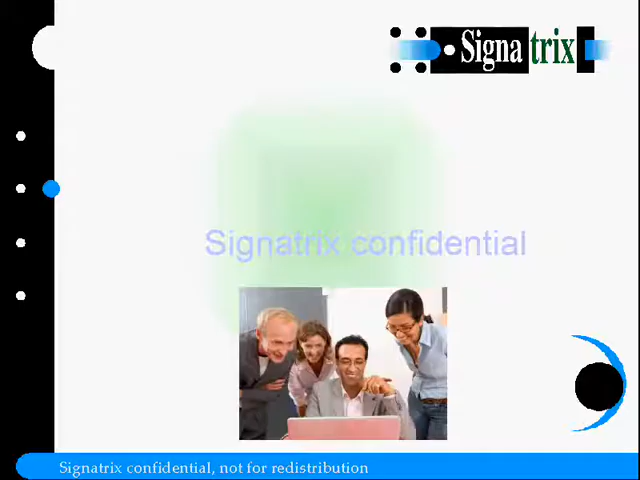 Signatrix
Signatrix confidential
Signatrix confidential, not for redistribution